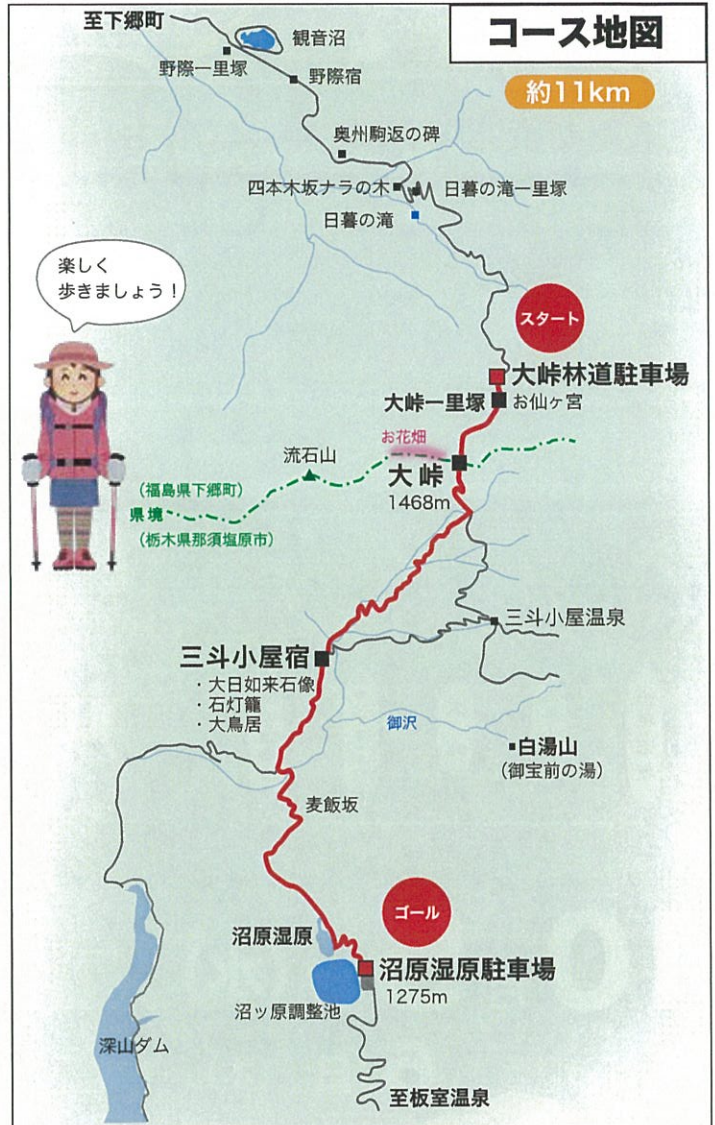 コース地図
約11km
至下郷町
観音沼
野際一里塚
野際宿
奥州駒返の碑
四本木坂ナラの木
日暮の滝一里塚
日暮の滝
楽しく
歩きましょう！
スタート
大峠林道駐車場
大峠一里塚
お仙ヶ宮
お花畑
流石山
大峠
1468m
（福島県下郷町）
県境
（栃木県那須塩原市）
三斗小屋温泉
三斗小屋宿
・大日如来石像
・石灯籠
・大鳥居
御沢
白湯山
（御宝前の湯）
麦飯坂
ゴール
沼原湿原
沼原湿原駐車場
1275m
沼ッ原調整池
深山ダム
至板室温泉